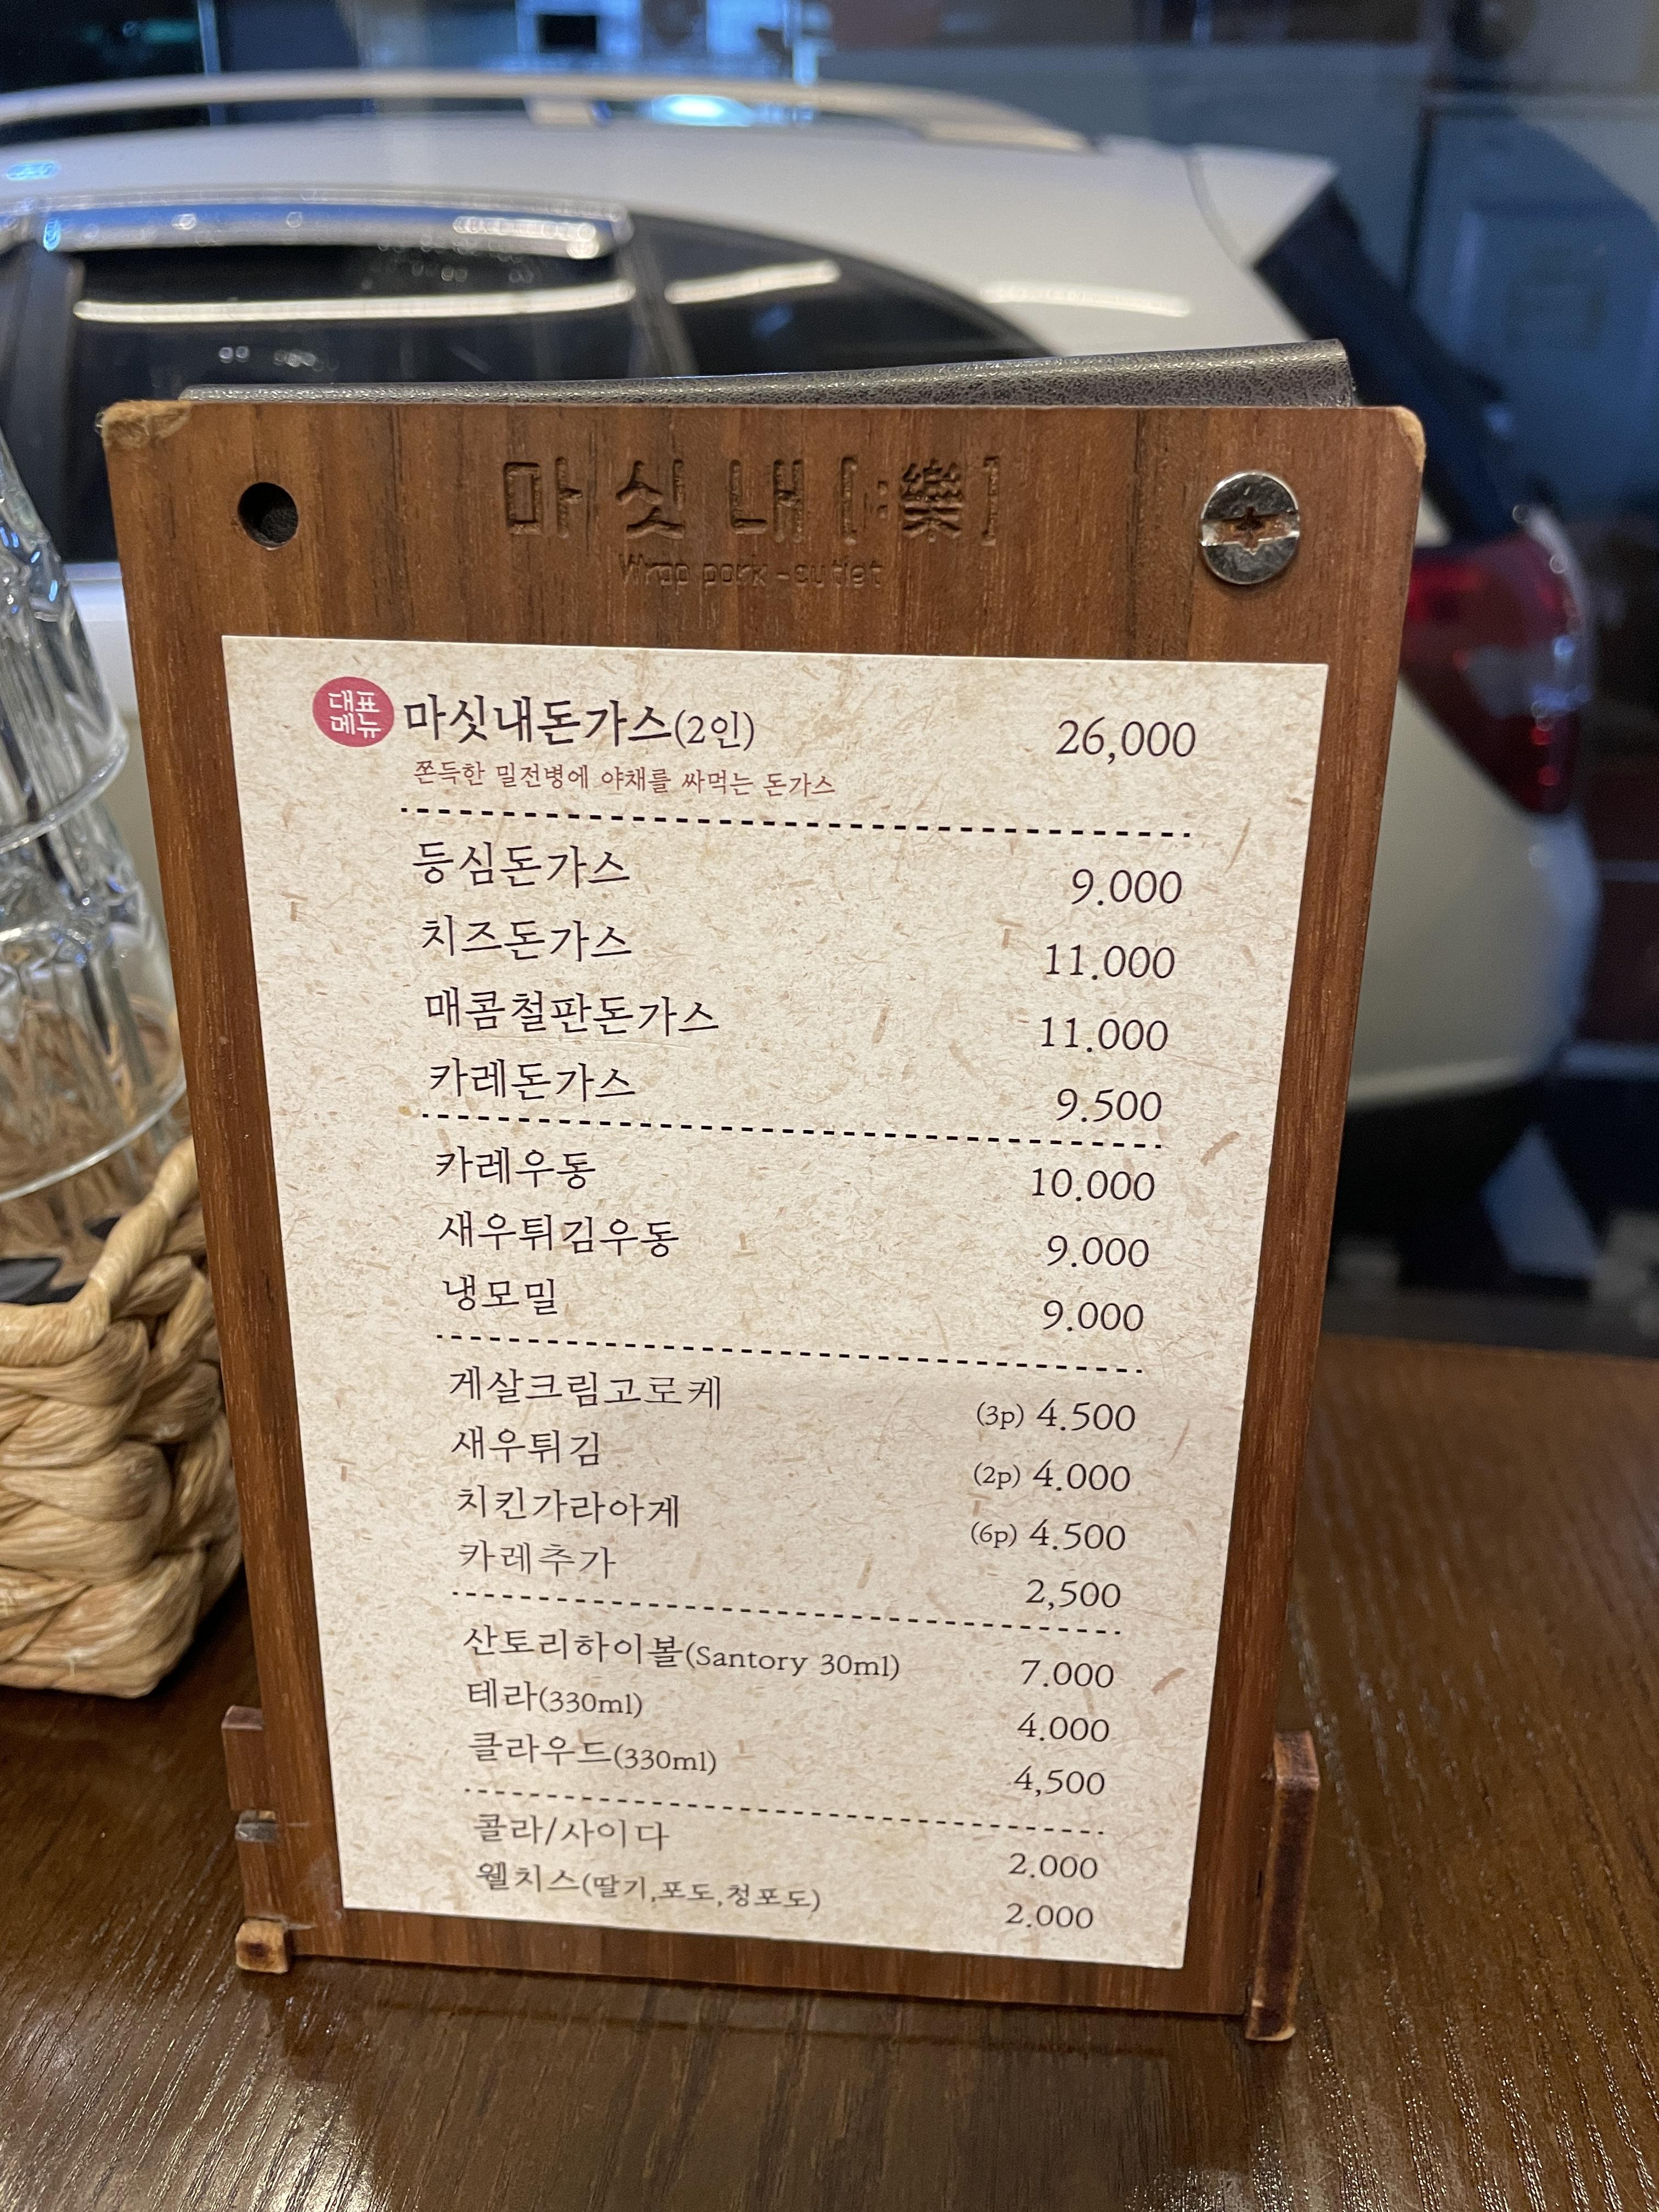 마싯내[:樂]
Wrap pork-cutlet
대표
메뉴
마싯내돈가스(2인) 26,000
쫀득한 밀전병에 야채를 싸먹는 돈가스
등심돈가스 9.000
치즈돈가스 11.000
매콤철판돈가스 11.000
카레돈가스 9.500
카레우동 10.000
새우튀김우동 9.000
냉모밀 9.000
게살크림고로케 (3p) 4.500
새우튀김 (2p) 4.000
치킨가라아게 (6p) 4.500
카레추가 2,500
산토리하이볼(Santory 30ml) 7.000
테라(330ml) 4.000
클라우드(330ml) 4,500
콜라/사이다 2.000
웰치스(딸기,포도,청포도) 2.000